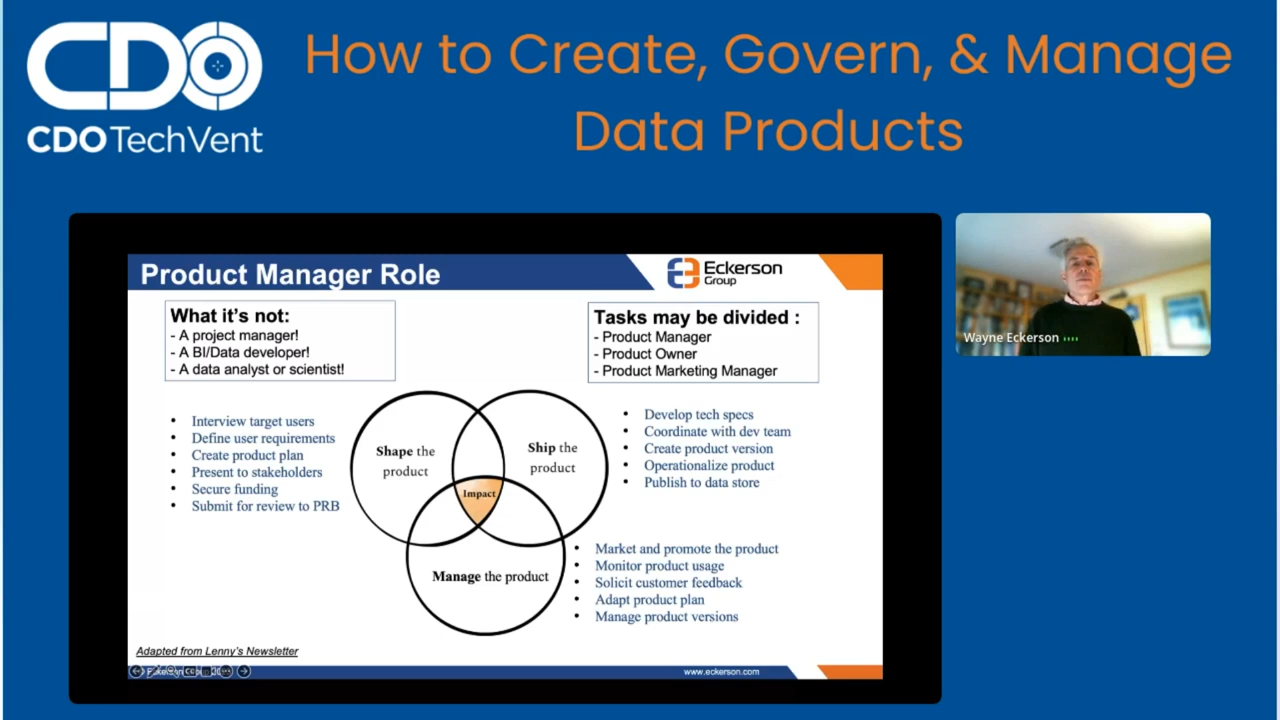 CDO
CDO TechVent
How to Create, Govern, & Manage
Data Products
Product Manager Role
Eckerson
Group
What it's not:
- A project manager!
- A BI/Data developer!
- A data analyst or scientist!
Tasks may be divided :
- Product Manager
- Product Owner
- Product Marketing Manager
• Interview target users
• Define user requirements
• Create product plan
• Present to stakeholders
• Secure funding
• Submit for review to PRB
Shape the
product
Ship the
product
Impact
Manage the product
• Develop tech specs
• Coordinate with dev team
• Create product version
• Operationalize product
• Publish to data store
• Market and promote the product
• Monitor product usage
• Solicit customer feedback
• Adapt product plan
• Manage product versions
Adapted from Lenny's Newsletter
www.eckerson.com
Wayne Eckerson